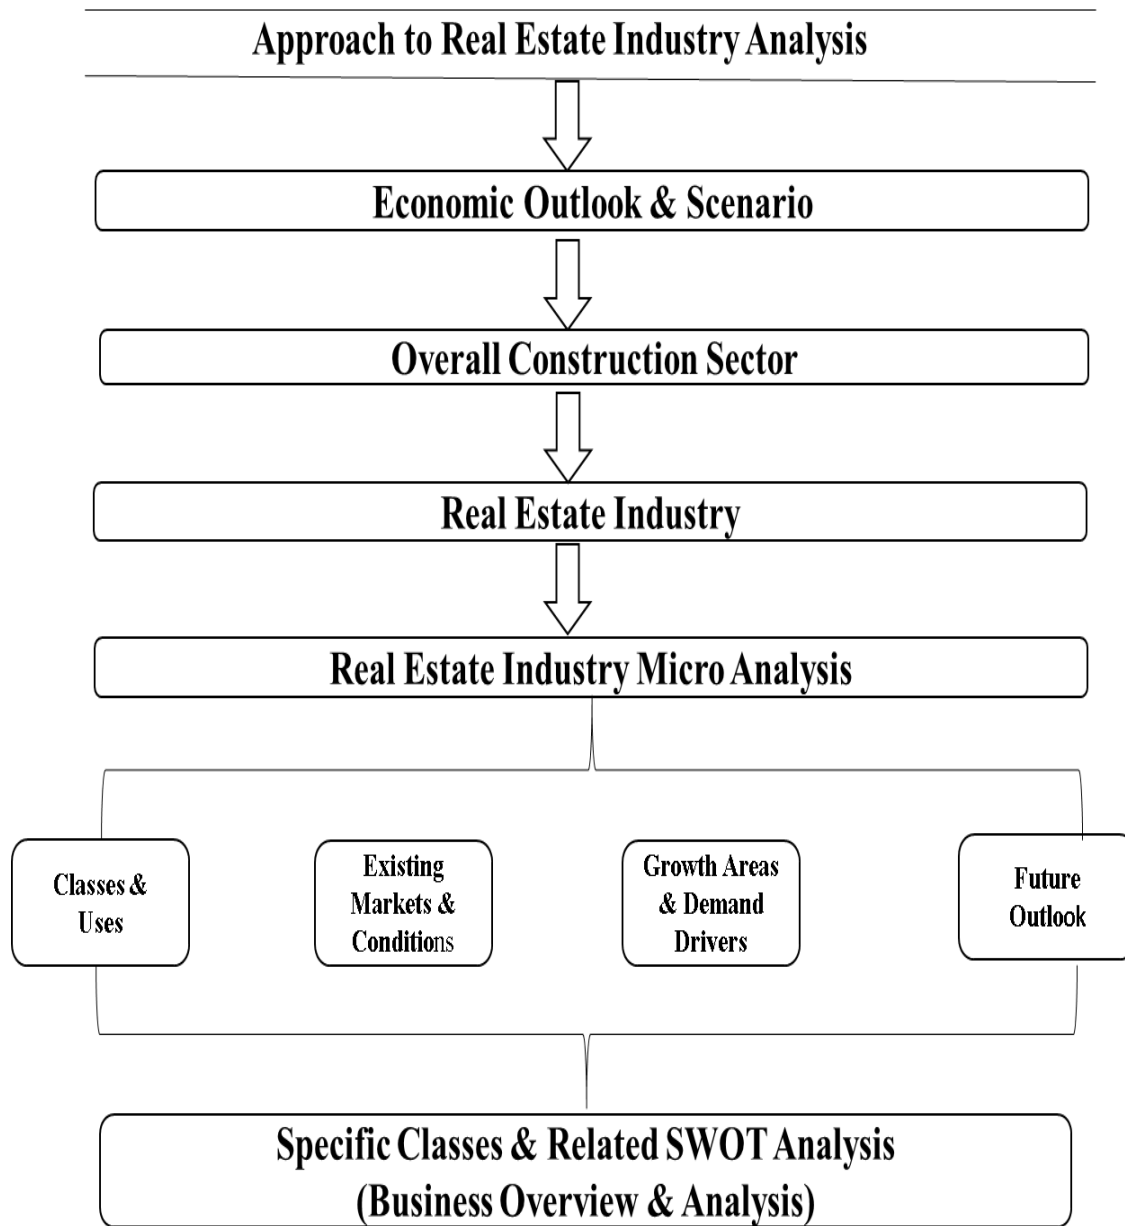 Approach to Real Estate Industry Analysis
Economic Outlook & Scenario
Overall Construction Sector
Real Estate Industry
Real Estate Industry Micro Analysis
Classes &
Uses
Existing
Markets &
Conditions
Growth Areas
& Demand
Drivers
Future
Outlook
Specific Classes & Related SWOT Analysis
(Business Overview & Analysis)